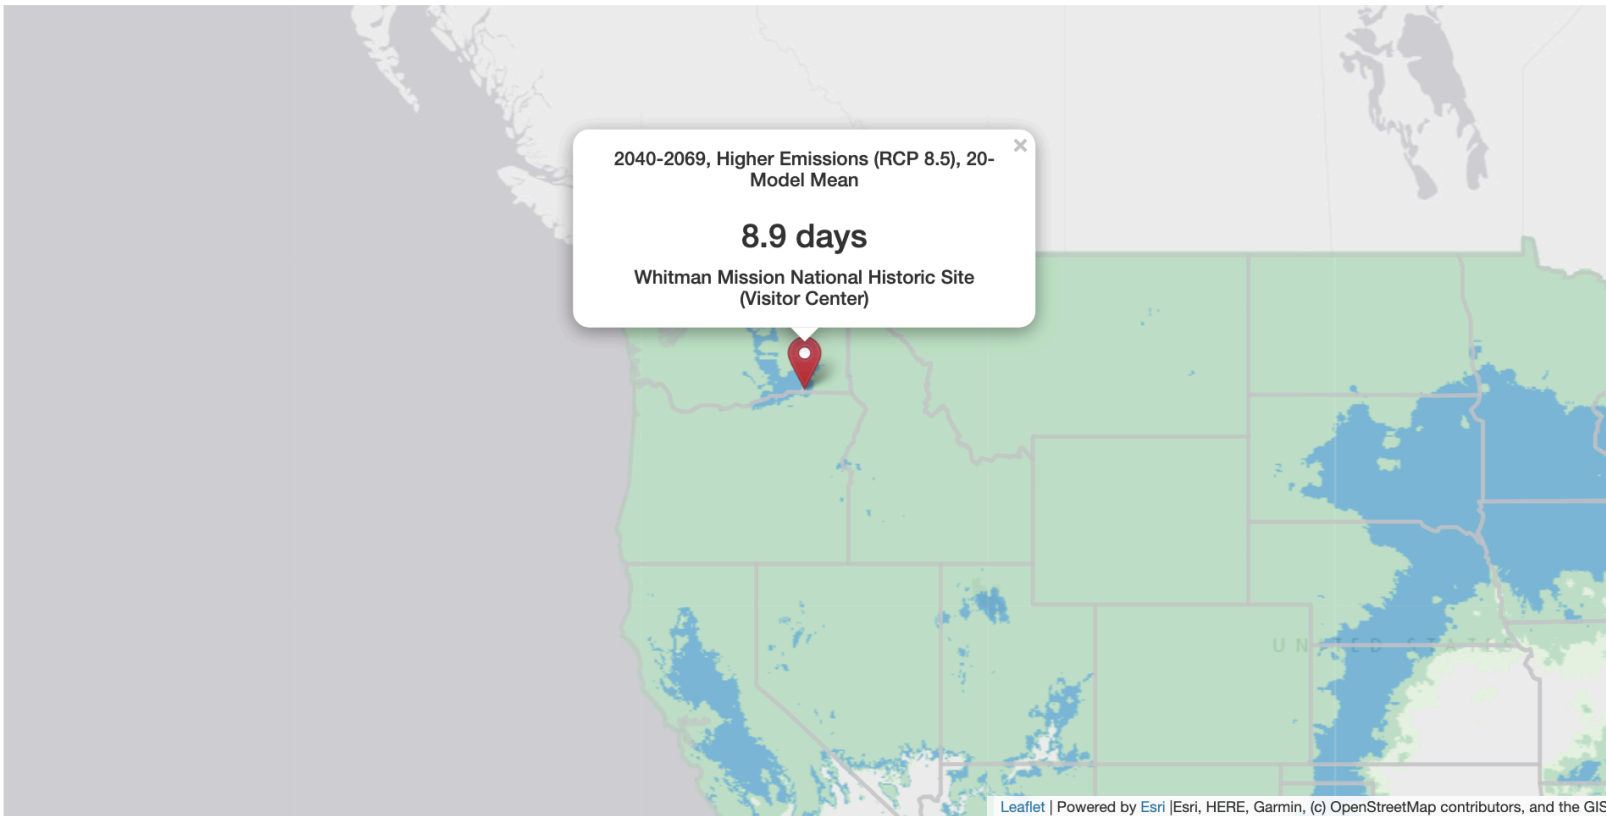 ×
2040-2069, Higher Emissions (RCP 8.5), 20-
Model Mean
8.9 days
Whitman Mission National Historic Site
(Visitor Center)
UNITED STATES
Leaflet | Powered by Esri |Esri, HERE, Garmin, (c) OpenStreetMap contributors, and the GIS